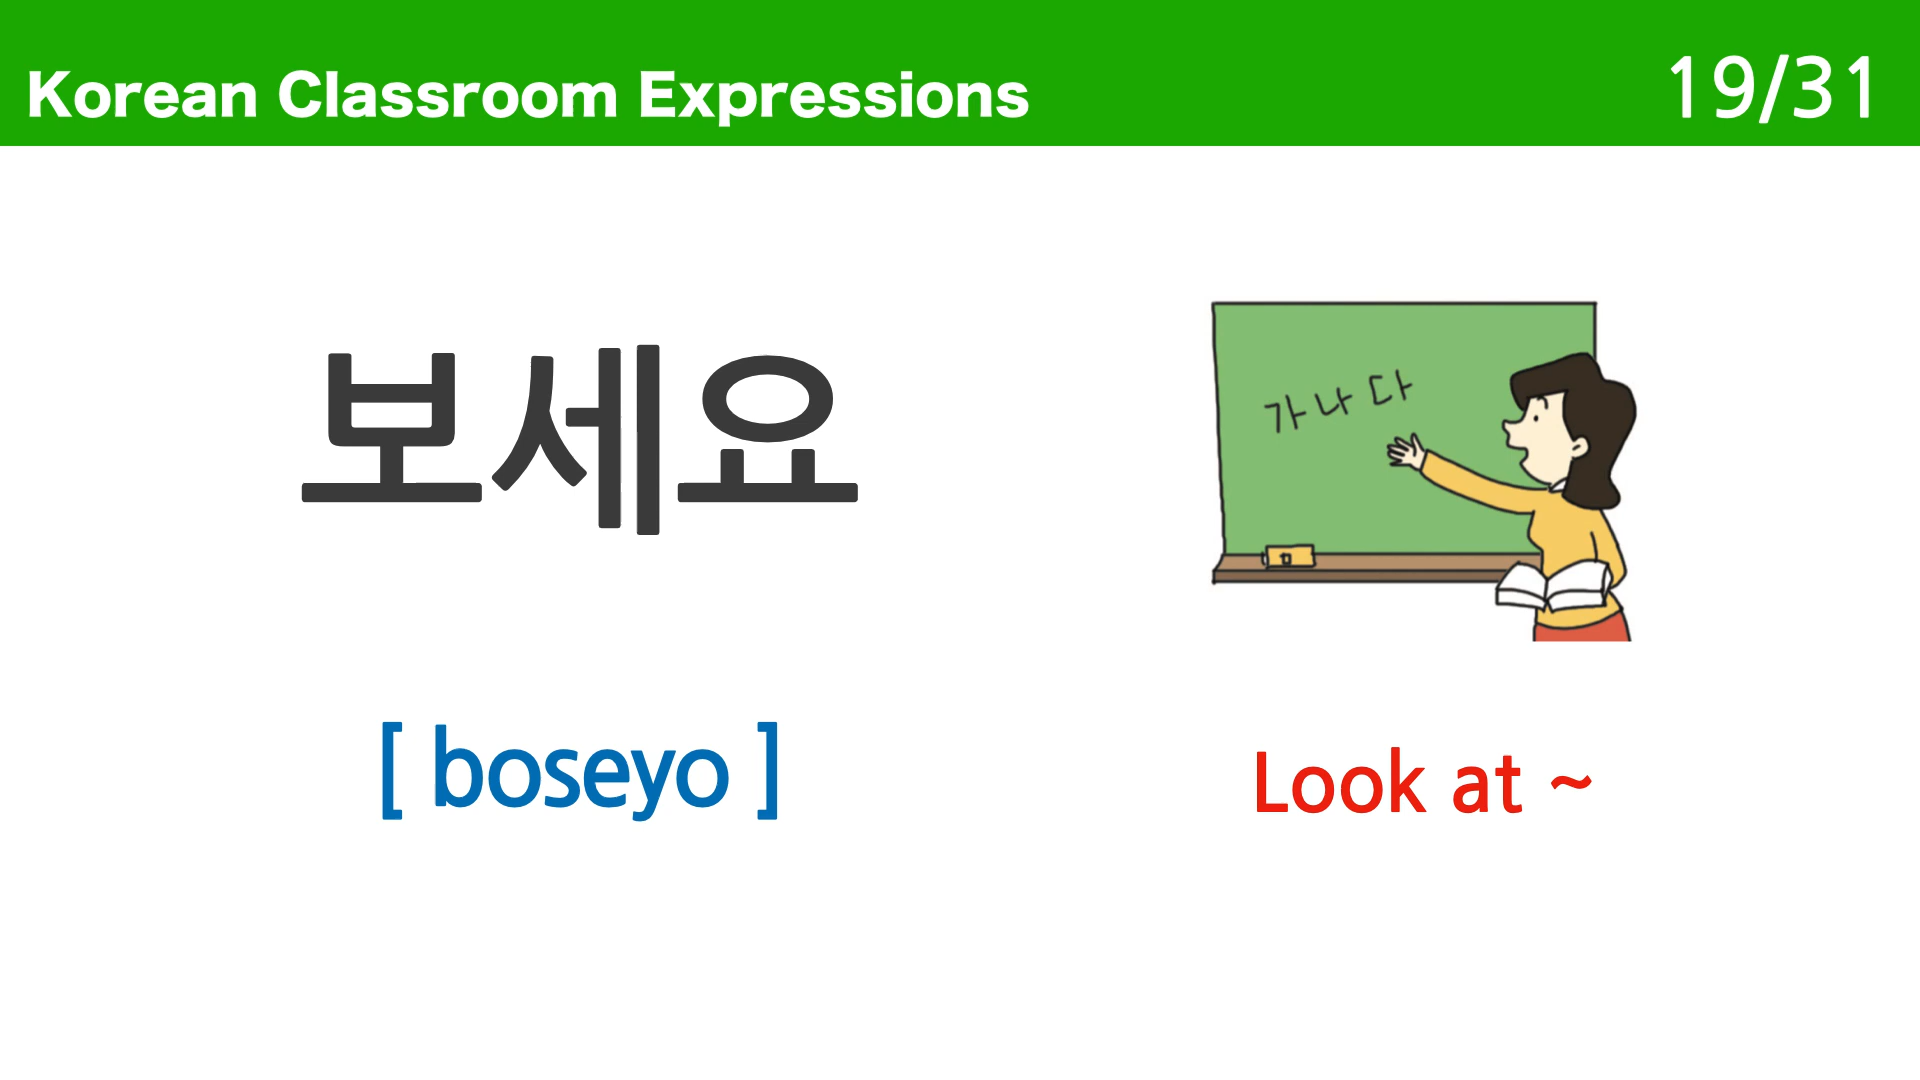 Korean Classroom Expressions
19/31
보세요
가나다
[ boseyo ]
Look at ~